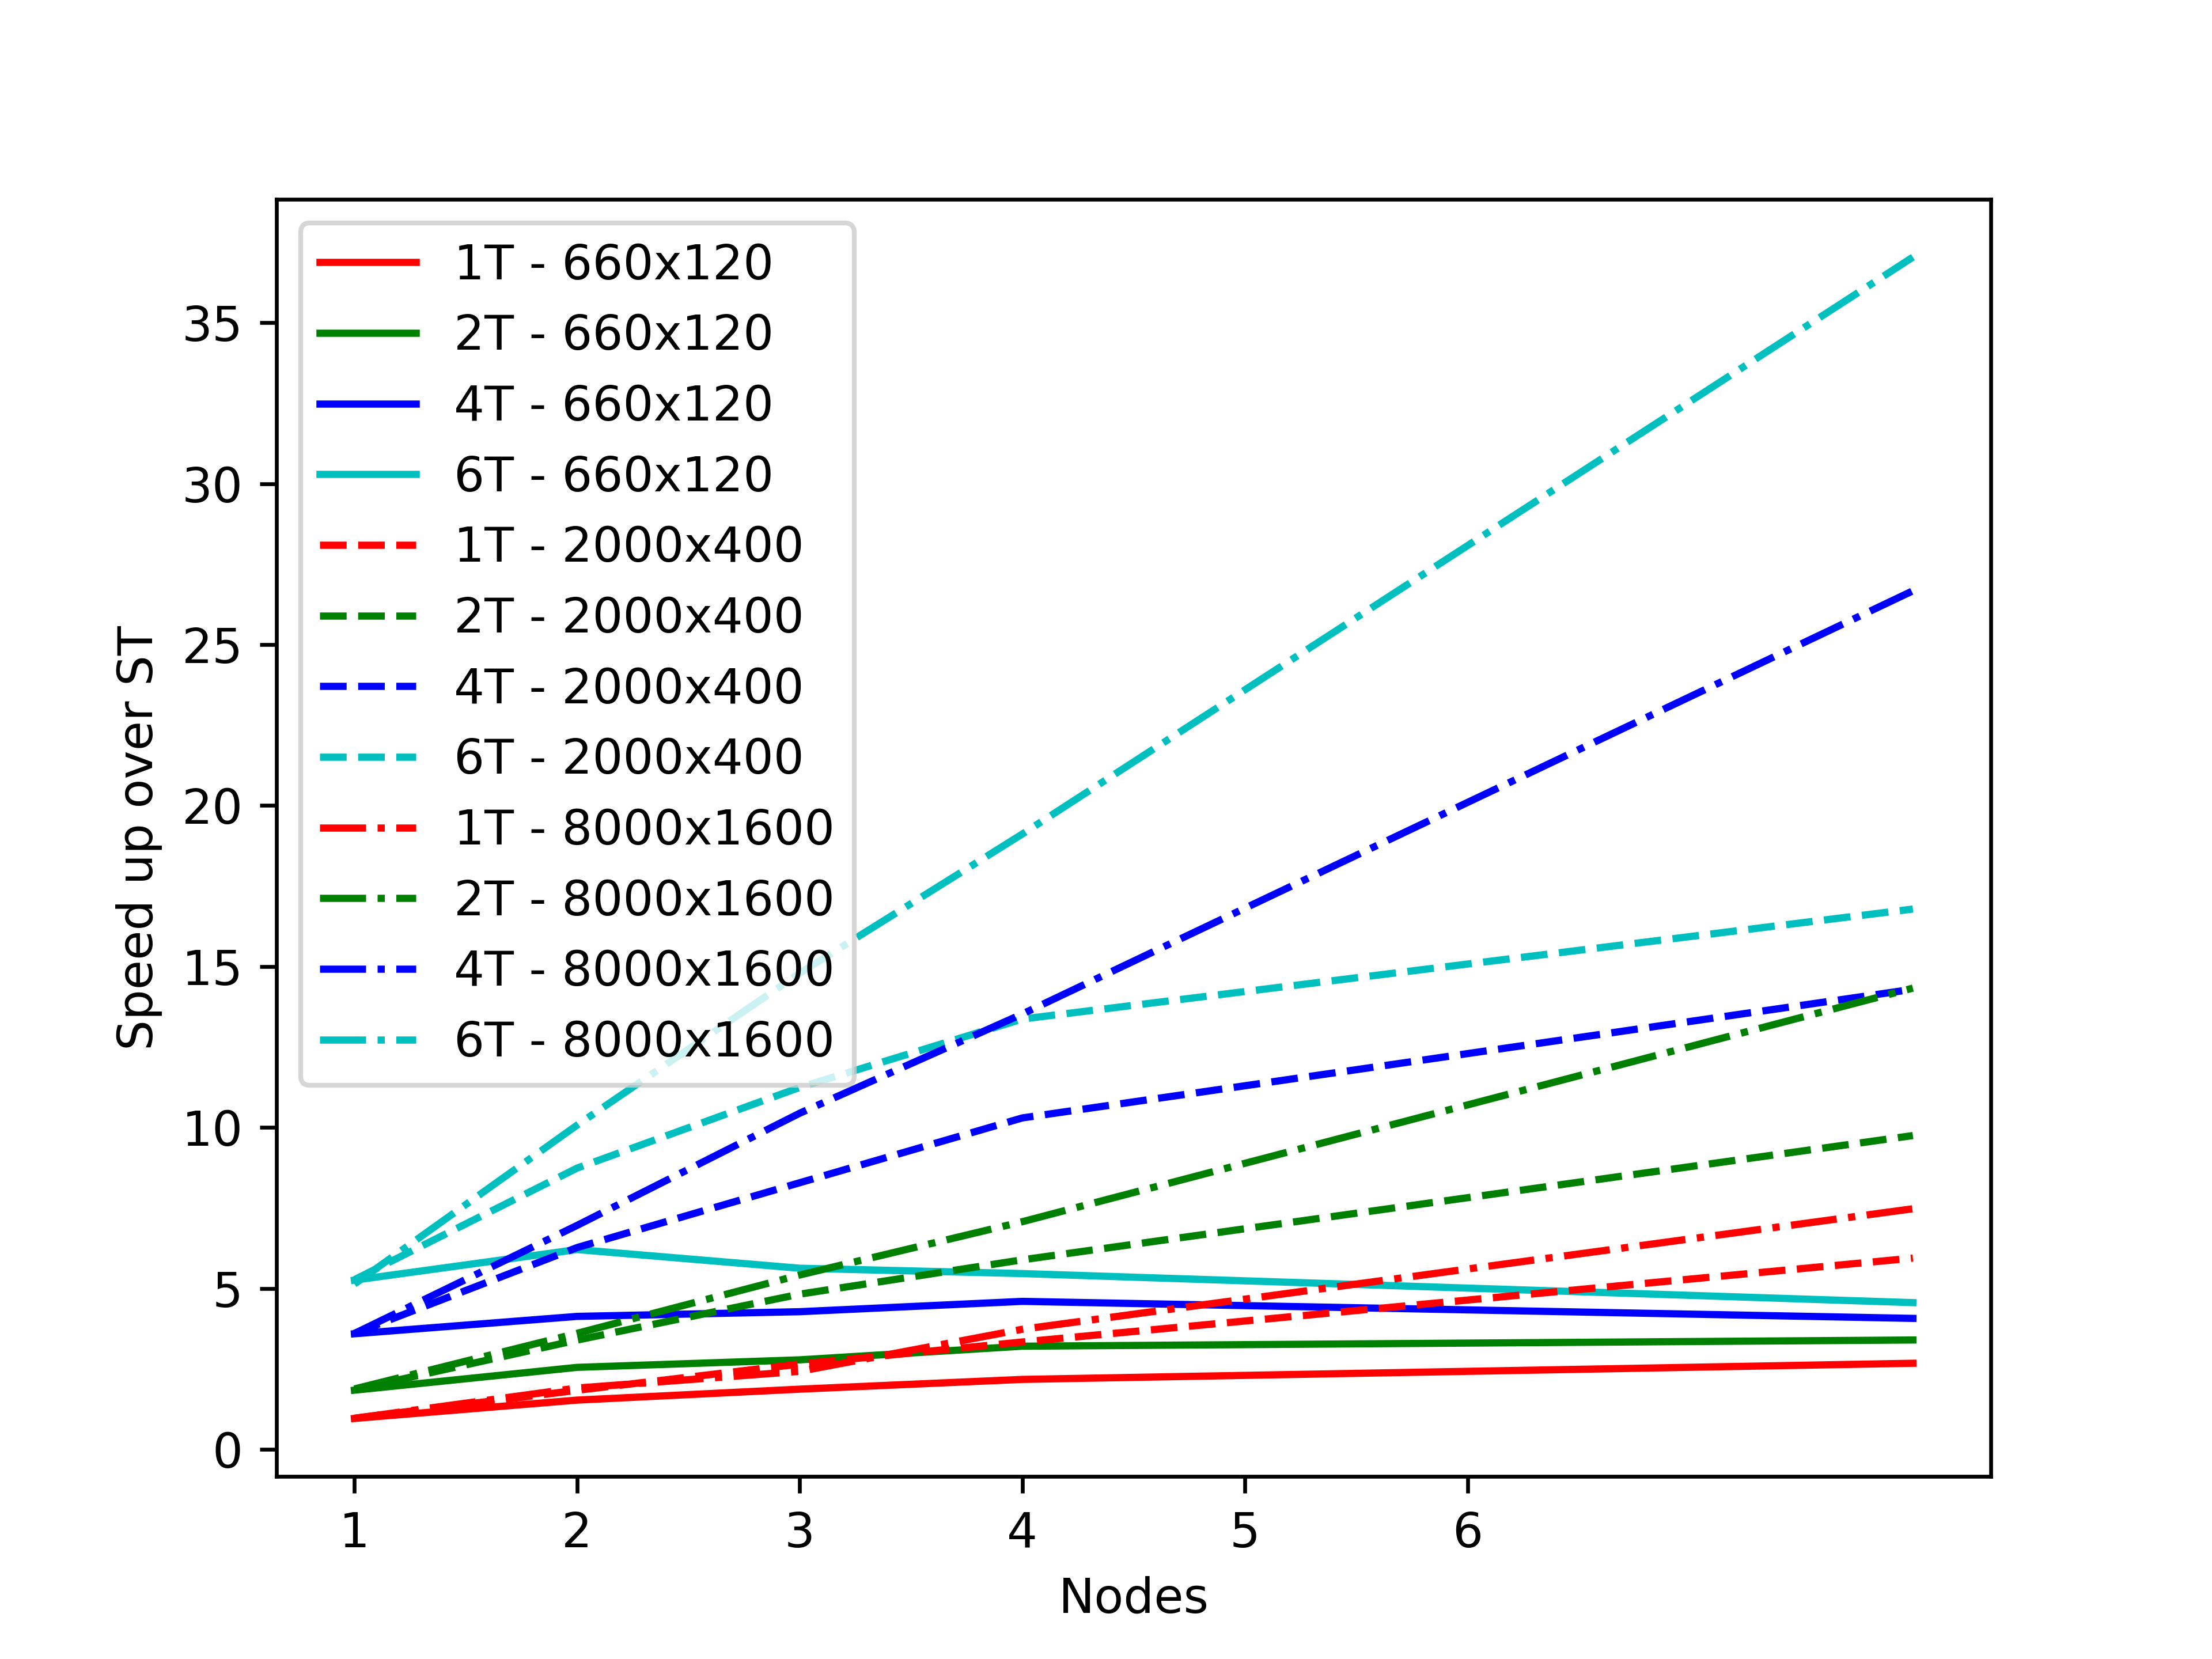 1T - 660x120
2T - 660x120
4T - 660x120
6T - 660x120
1T - 2000x400
2T - 2000x400
4T - 2000x400
6T - 2000x400
1T - 8000x1600
2T - 8000x1600
4T - 8000x1600
6T - 8000x1600
Speed up over ST
35
30
25
20
15
10
5
0
1 2 3 4 5 6
Nodes